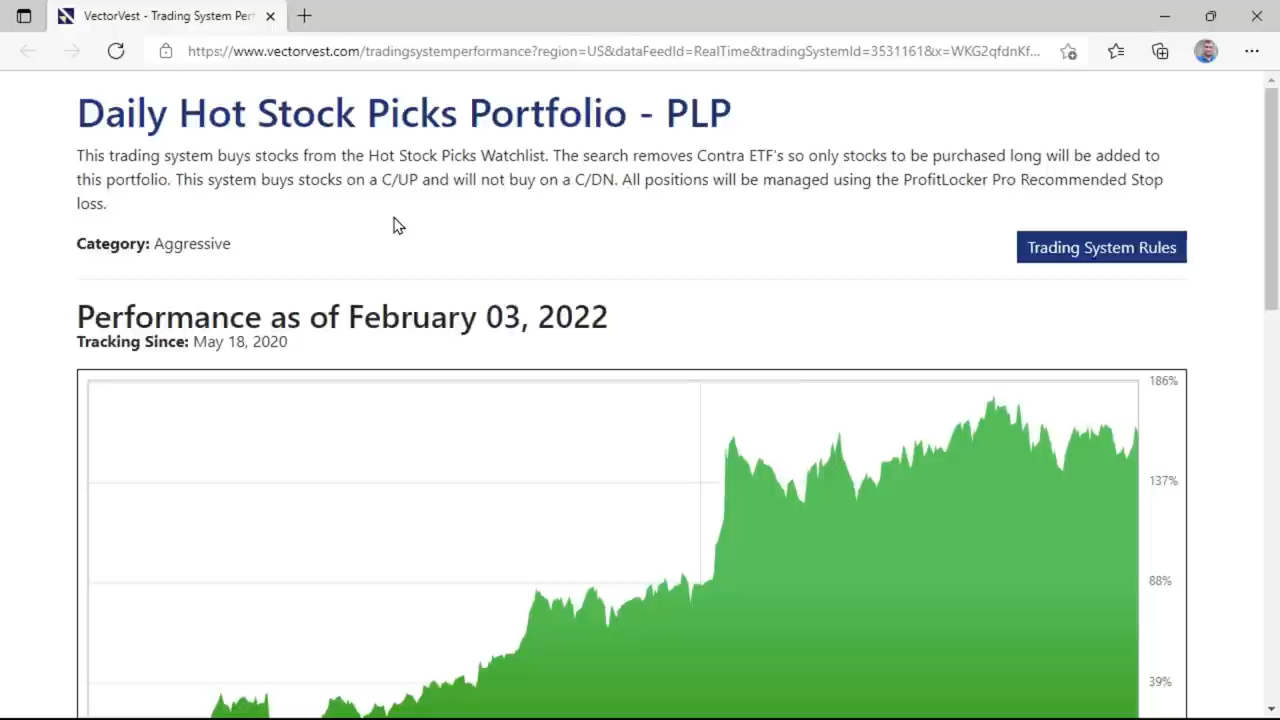 VectorVest - Trading System Per
https://www.vectorvest.com/tradingsystemperformance?region=US&dataFeedId=RealTime&tradingSystemId=3531161&x=WKG2qfdnKf...
Daily Hot Stock Picks Portfolio - PLP
This trading system buys stocks from the Hot Stock Picks Watchlist. The search removes Contra ETF's so only stocks to be purchased long will be added to
this portfolio. This system buys stocks on a C/UP and will not buy on a C/DN. All positions will be managed using the ProfitLocker Pro Recommended Stop
loss.
Category: Aggressive
Trading System Rules
Performance as of February 03, 2022
Tracking Since: May 18, 2020
186%
137%
88%
39%